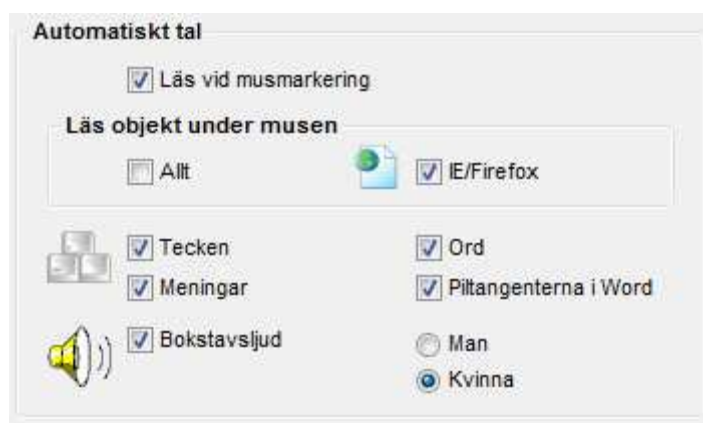 Automatiskt tal
Läs vid musmarkering
Läs objekt under musen
Allt
IE/Firefox
Tecken
Ord
Meningar
Piltangenterna i Word
Bokstavsljud
Man
Kvinna